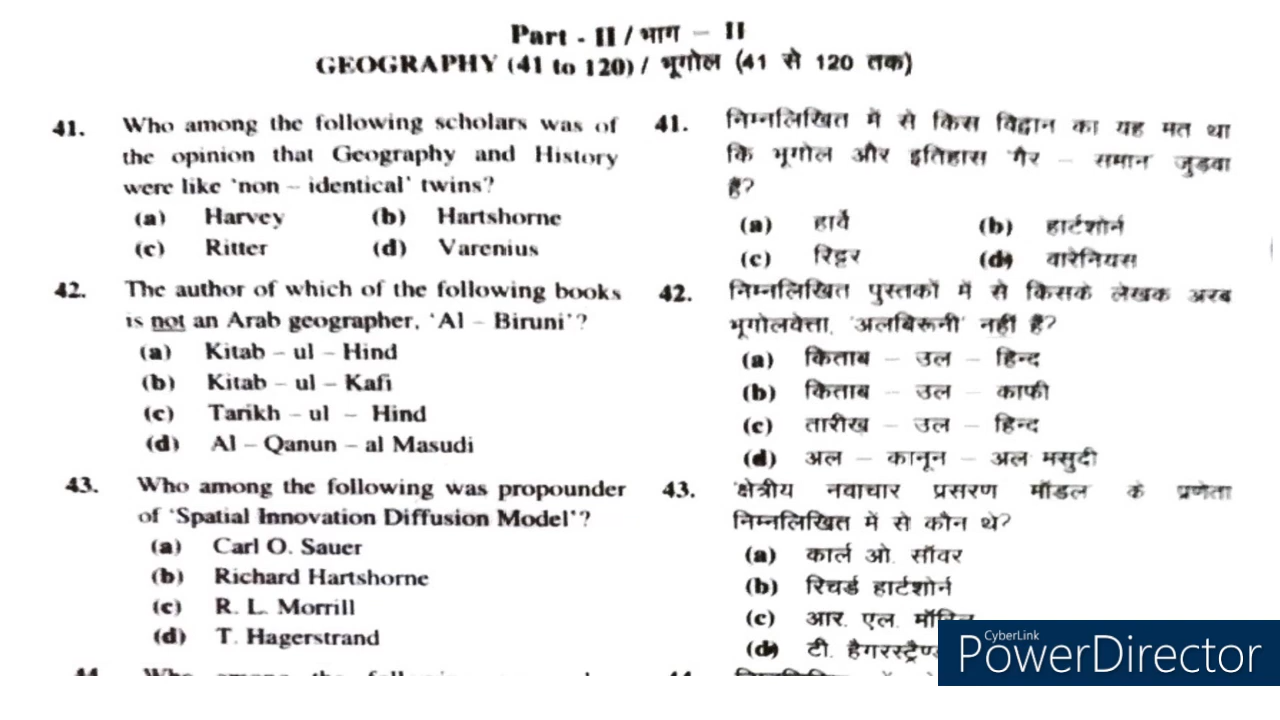 Part - II / भाग - II
GEOGRAPHY (41 to 120) / भूगोल (41 से 120 तक)
41. Who among the following scholars was of
the opinion that Geography and History
were like 'non - identical' twins?
(a) Harvey (b) Hartshorne
(c) Ritter (d) Varenius
42. The author of which of the following books
is not an Arab geographer, 'Al - Biruni'?
(a) Kitab - ul - Hind
(b) Kitab - ul - Kafi
(c) Tarikh - ul - Hind
(d) Al - Qanun - al Masudi
43. Who among the following was propounder
of 'Spatial Innovation Diffusion Model'?
(a) Carl O. Sauer
(b) Richard Hartshorne
(c) R. L. Morrill
(d) T. Hagerstrand
41. निम्नलिखित में से किस विद्वान का यह मत था
कि भूगोल और इतिहास 'गैर - समान' जुड़वा
हैं?
(a) हार्वे (b) हार्टशोर्न
(c) रिट्टर (d) वारेनियस
42. निम्नलिखित पुस्तकों में से किसके लेखक अरब
भूगोलवेत्ता, 'अलबिरूनी' नहीं हैं?
(a) किताब - उल - हिन्द
(b) किताब - उल - काफी
(c) तारीख - उल - हिन्द
(d) अल - कानून - अल मसुदी
43. 'क्षेत्रीय नवाचार प्रसरण मॉडल के प्रणेता
निम्नलिखित में से कौन थे?
(a) कार्ल ओ. सॉवर
(b) रिचर्ड हार्टशोर्न
(c) आर. एल.
(d) टी.
CyberLink
PowerDirector